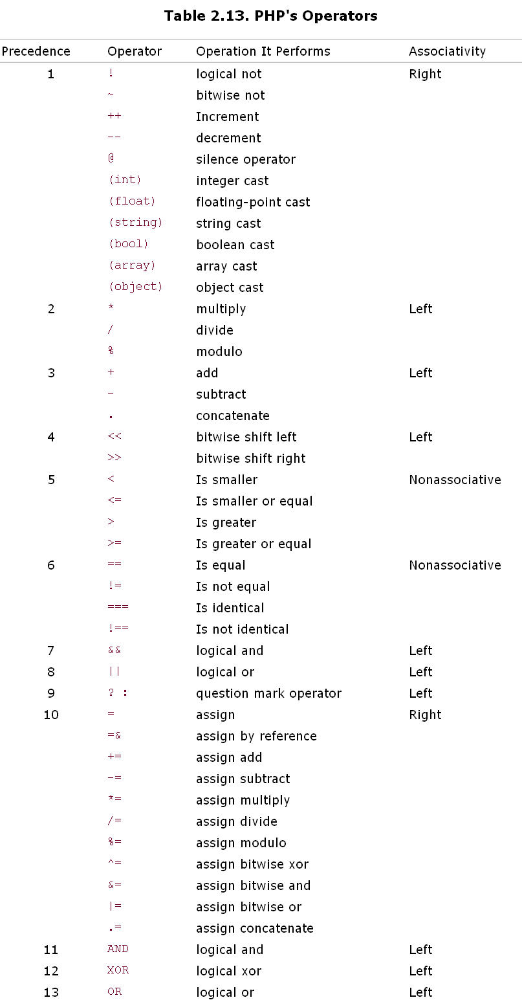 Table 2.13. PHP's Operators
Precedence Operator Operation It Performs Associativity
1 ! logical not Right
~ bitwise not
++ Increment
-- decrement
@ silence operator
(int) integer cast
(float) floating-point cast
(string) string cast
(bool) boolean cast
(array) array cast
(object) object cast
2 * multiply Left
/ divide
% modulo
3 + add Left
- subtract
. concatenate
4 << bitwise shift left Left
>> bitwise shift right
5 < Is smaller Nonassociative
<= Is smaller or equal
> Is greater
>= Is greater or equal
6 == Is equal Nonassociative
!= Is not equal
=== Is identical
!== Is not identical
7 && logical and Left
8 || logical or Left
9 ? : question mark operator Left
10 = assign Right
=& assign by reference
+= assign add
-= assign subtract
*= assign multiply
/= assign divide
%= assign modulo
^= assign bitwise xor
&= assign bitwise and
|= assign bitwise or
.= assign concatenate
11 AND logical and Left
12 XOR logical xor Left
13 OR logical or Left